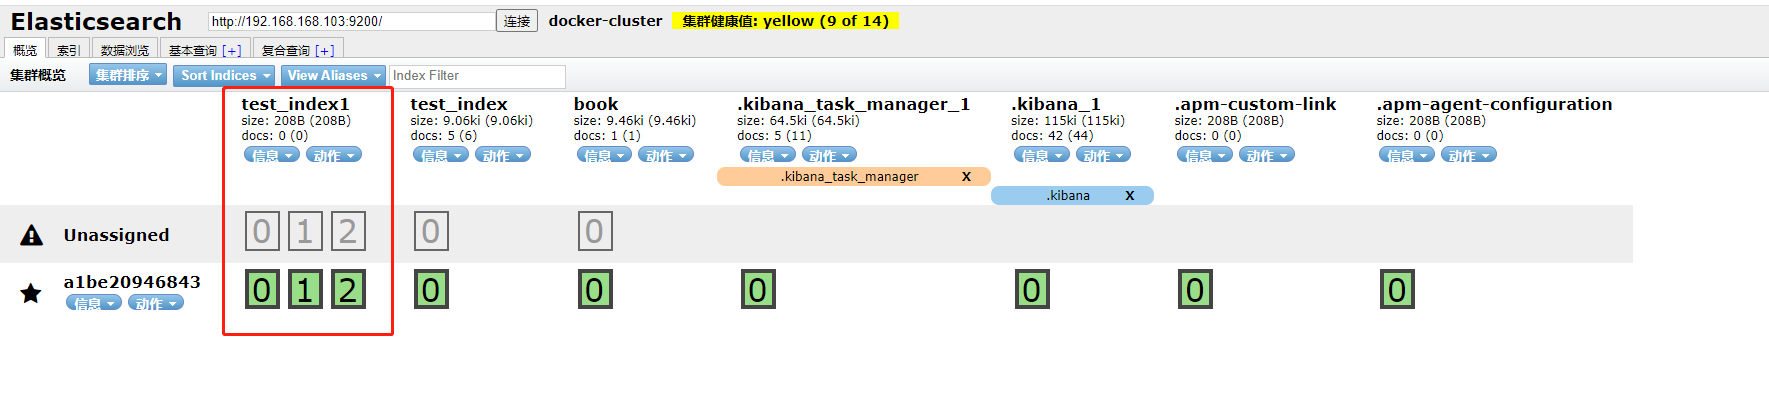 Elasticsearch http://192.168.168.103:9200/ 连接 docker-cluster 集群健康值: yellow (9 of 14)
概览 索引 数据浏览 基本查询 [+] 复合查询 [+]
集群概览 集群排序 Sort Indices View Aliases Index Filter
test_index1 test_index book .kibana_task_manager_1 .kibana_1 .apm-custom-link .apm-agent-configuration
size: 208B (208B) size: 9.06ki (9.06ki) size: 9.46ki (9.46ki) size: 64.5ki (64.5ki) size: 115ki (115ki) size: 208B (208B) size: 208B (208B)
docs: 0 (0) docs: 5 (6) docs: 1 (1) docs: 5 (11) docs: 42 (44) docs: 0 (0) docs: 0 (0)
信息 动作 信息 动作 信息 动作 信息 动作 信息 动作 信息 动作 信息 动作
.kibana_task_manager X
.kibana X
Unassigned 0 1 2 0 0
a1be20946843 0 1 2 0 0 0 0 0 0
信息 动作